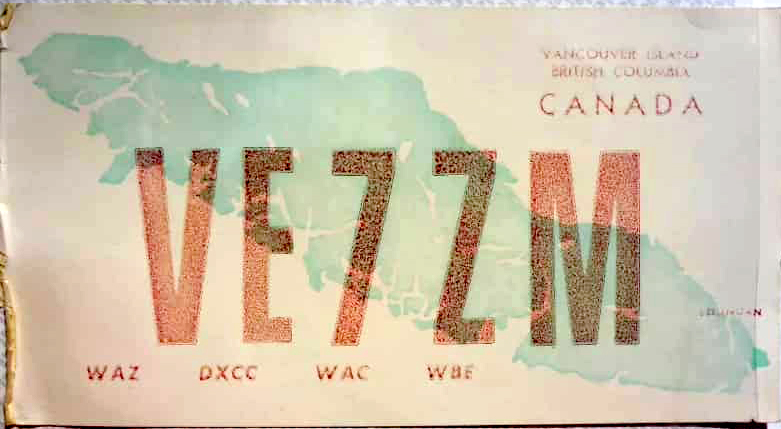 VANCOUVER ISLAND
BRITISH COLUMBIA
CANADA
VE7ZM
DUNCAN
WAZ DXCC WAC WBE